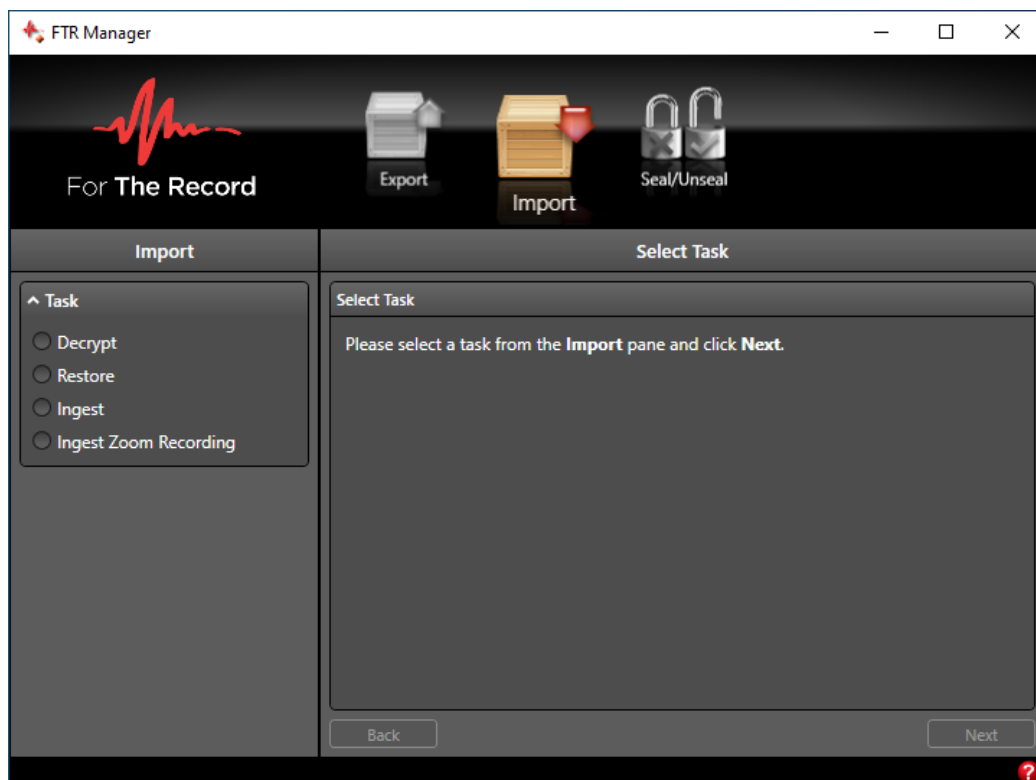 FTR Manager
For The Record
Export
Import
Seal/Unseal
Import
Select Task
Task
Decrypt
Restore
Ingest
Ingest Zoom Recording
Select Task
Please select a task from the Import pane and click Next.
Back
Next
?